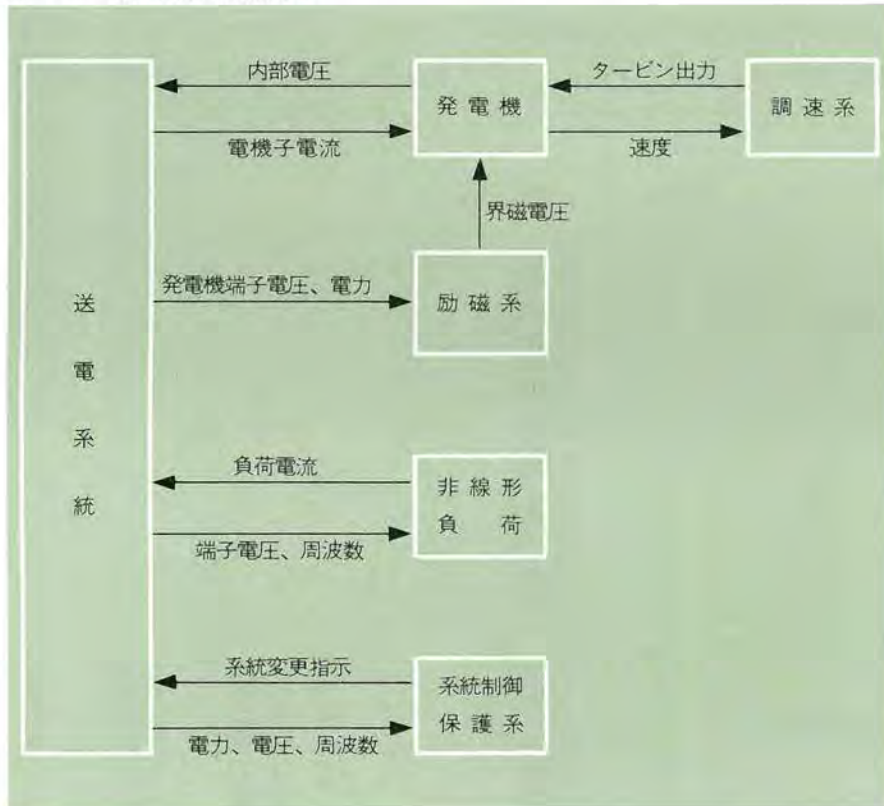 内部電圧
タービン出力
発電機
調速系
電機子電流
速度
界磁電圧
発電機端子電圧、電力
励磁系
送電系統
負荷電流
非線形
負荷
端子電圧、周波数
系統変更指示
系統制御
保護系
電力、電圧、周波数